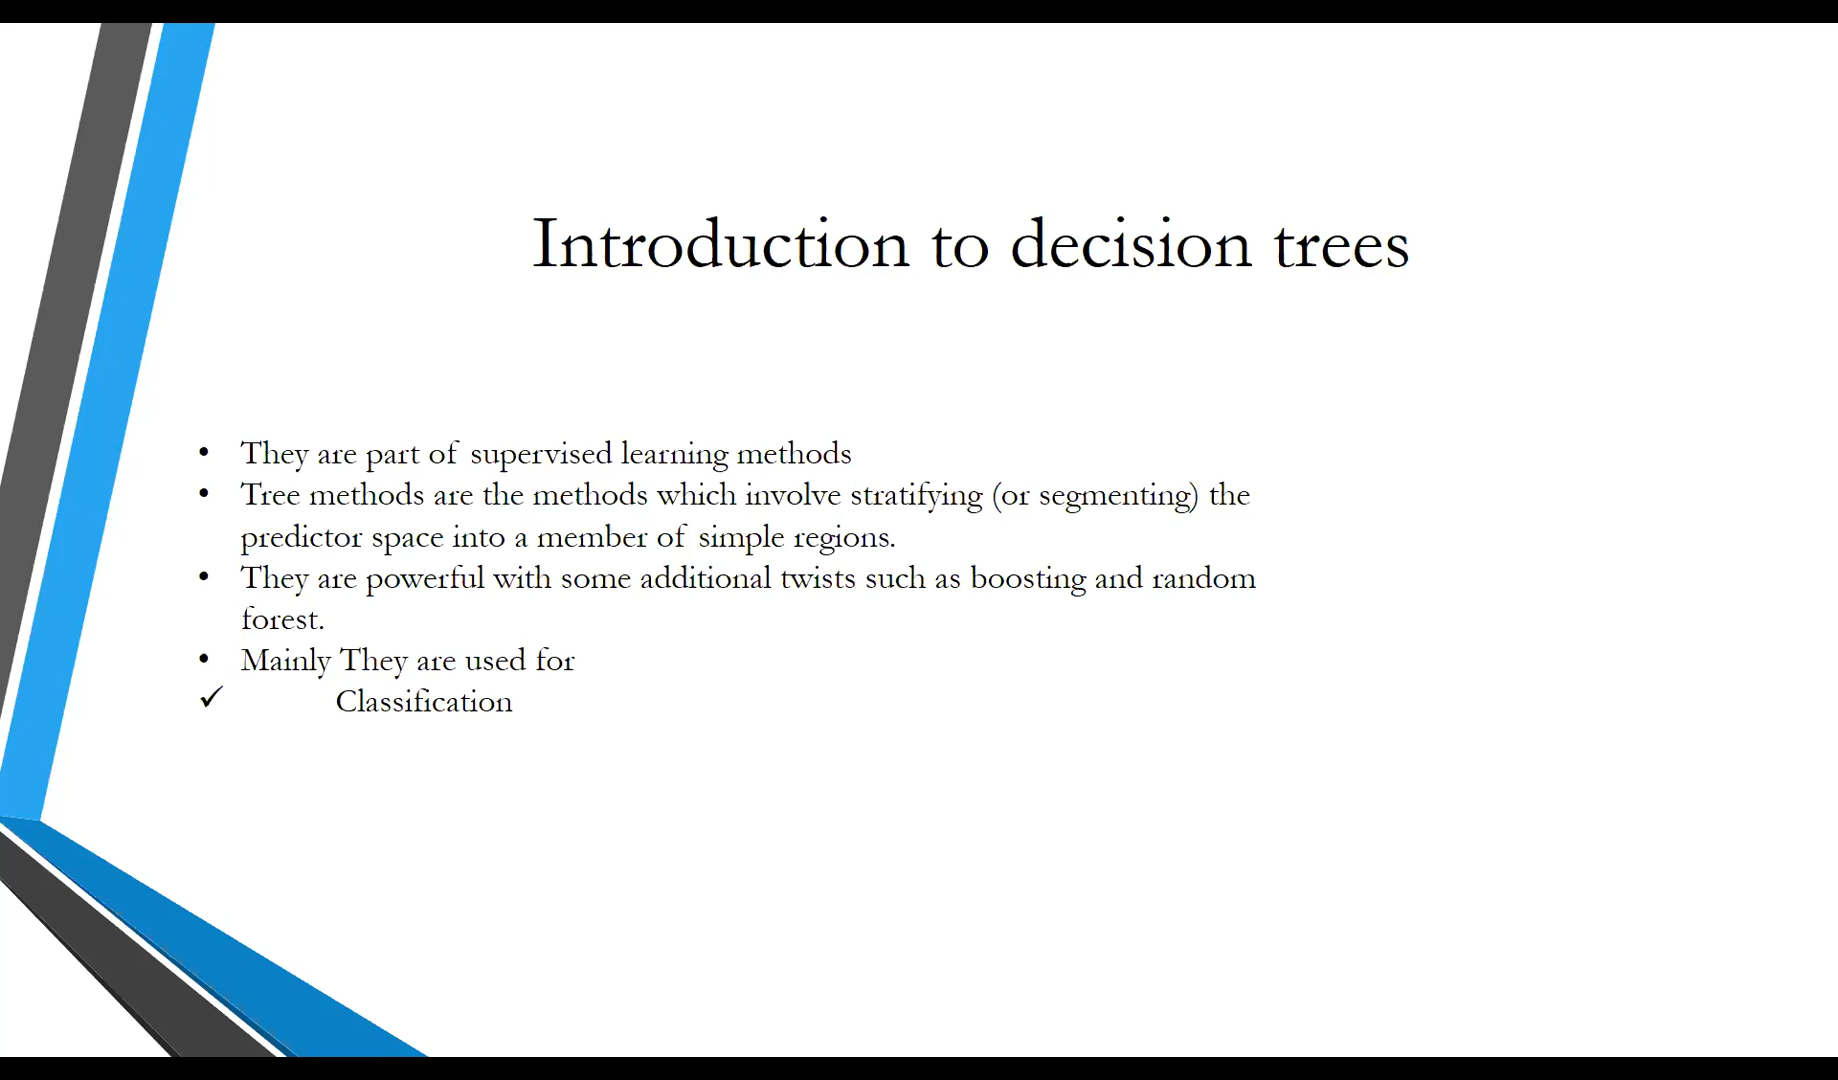 Introduction to decision trees
• They are part of supervised learning methods
• Tree methods are the methods which involve stratifying (or segmenting) the
predictor space into a member of simple regions.
• They are powerful with some additional twists such as boosting and random
forest.
• Mainly They are used for
✓ Classification